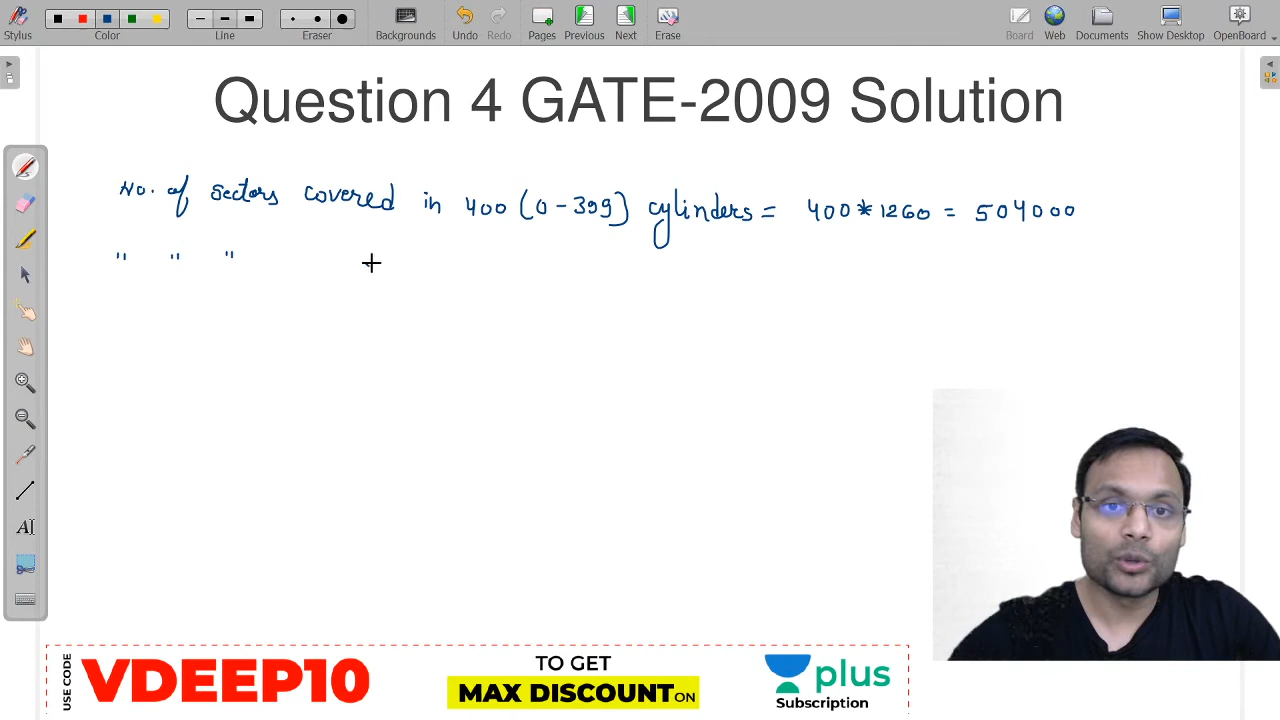 Stylus
Color
Line
Eraser
Backgrounds
Undo
Redo
Pages
Previous
Next
Erase
Board
Web
Documents
Show Desktop
OpenBoard
Question 4 GATE-2009 Solution
No. of sectors covered in 400 (0-399) cylinders = 400*1260 = 504000
" " "
USE CODE
VDEEP10
TO GET
MAX DISCOUNT ON
plus
Subscription